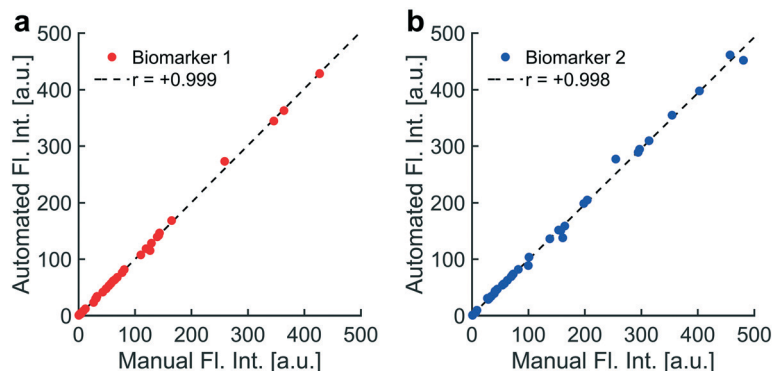 a
500
400
300
200
100
0
Automated Fl. Int. [a.u.]
Biomarker 1
r = +0.999
0 100 200 300 400 500
Manual Fl. Int. [a.u.]
b
500
400
300
200
100
0
Automated Fl. Int. [a.u.]
Biomarker 2
r = +0.998
0 100 200 300 400 500
Manual Fl. Int. [a.u.]